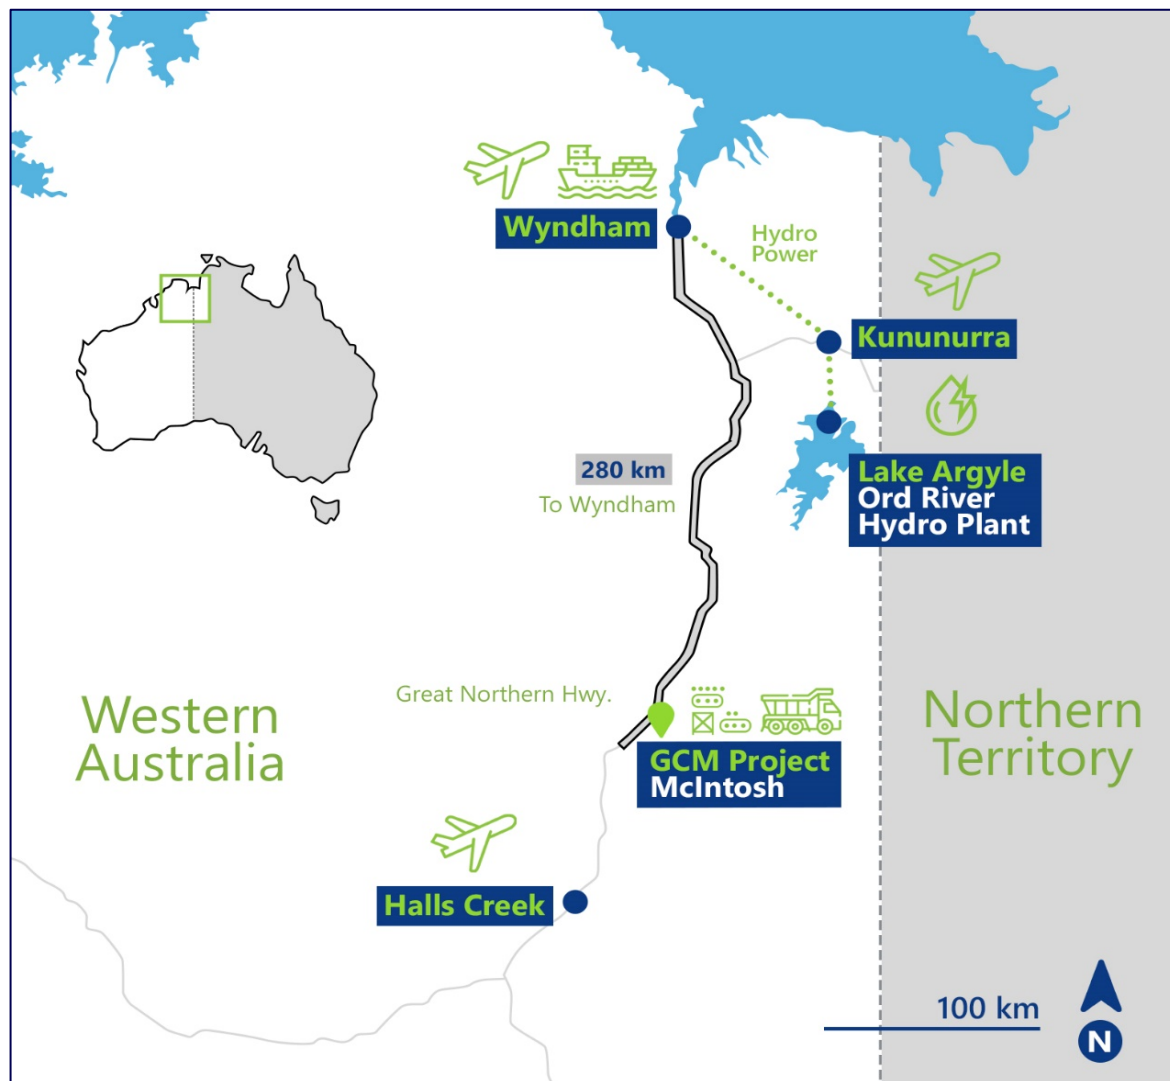 Wyndham
Hydro
Power
Kununurra
280 km
To Wyndham
Lake Argyle
Ord River
Hydro Plant
Great Northern Hwy.
Western
Australia
GCM Project
McIntosh
Northern
Territory
Halls Creek
100 km
N